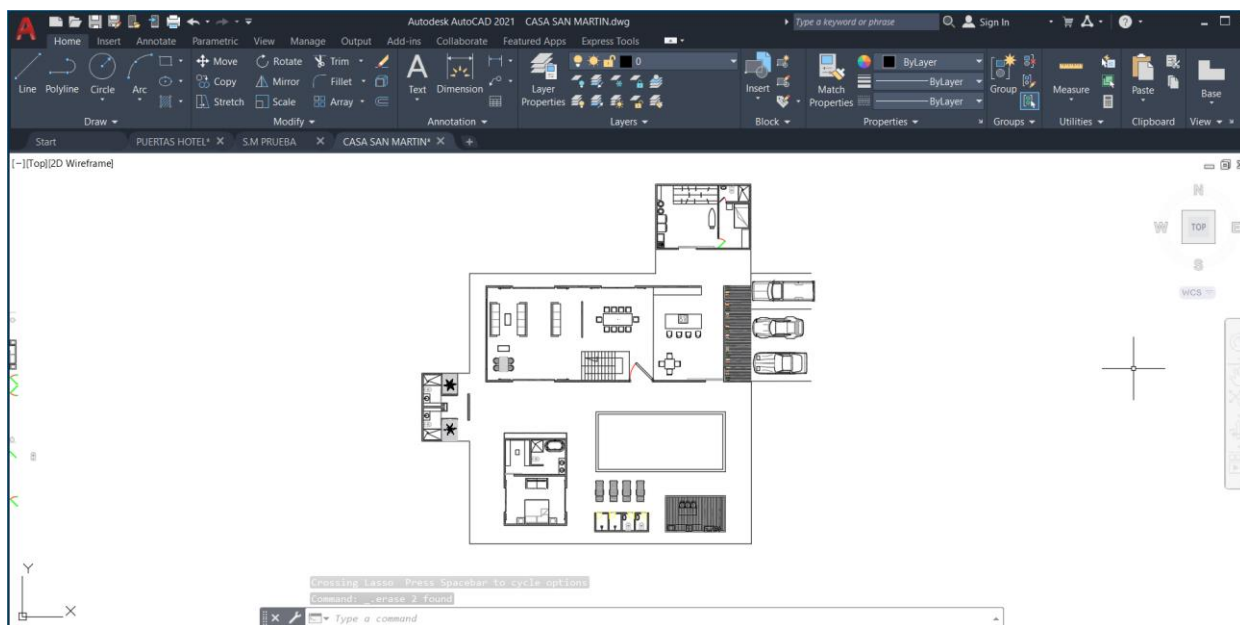 Autodesk AutoCAD 2021 CASA SAN MARTIN.dwg
Type a keyword or phrase
Sign In
Home Insert Annotate Parametric View Manage Output Add-ins Collaborate Featured Apps Express Tools
Line Polyline Circle Arc
Move Rotate Trim
Copy Mirror Fillet
Stretch Scale Array
Text Dimension
Layer Properties
0
Insert
Match Properties
ByLayer
ByLayer
ByLayer
Group
Measure
Paste
Base
Draw Modify Annotation Layers Block Properties Groups Utilities Clipboard View
Start PUERTAS HOTEL* S.M PRUEBA CASA SAN MARTIN*
[−][Top][2D Wireframe]
N
W TOP E
S
WCS
Y
X
Crossing Lasso Press Spacebar to cycle options
Command: _.erase 2 found
Type a command